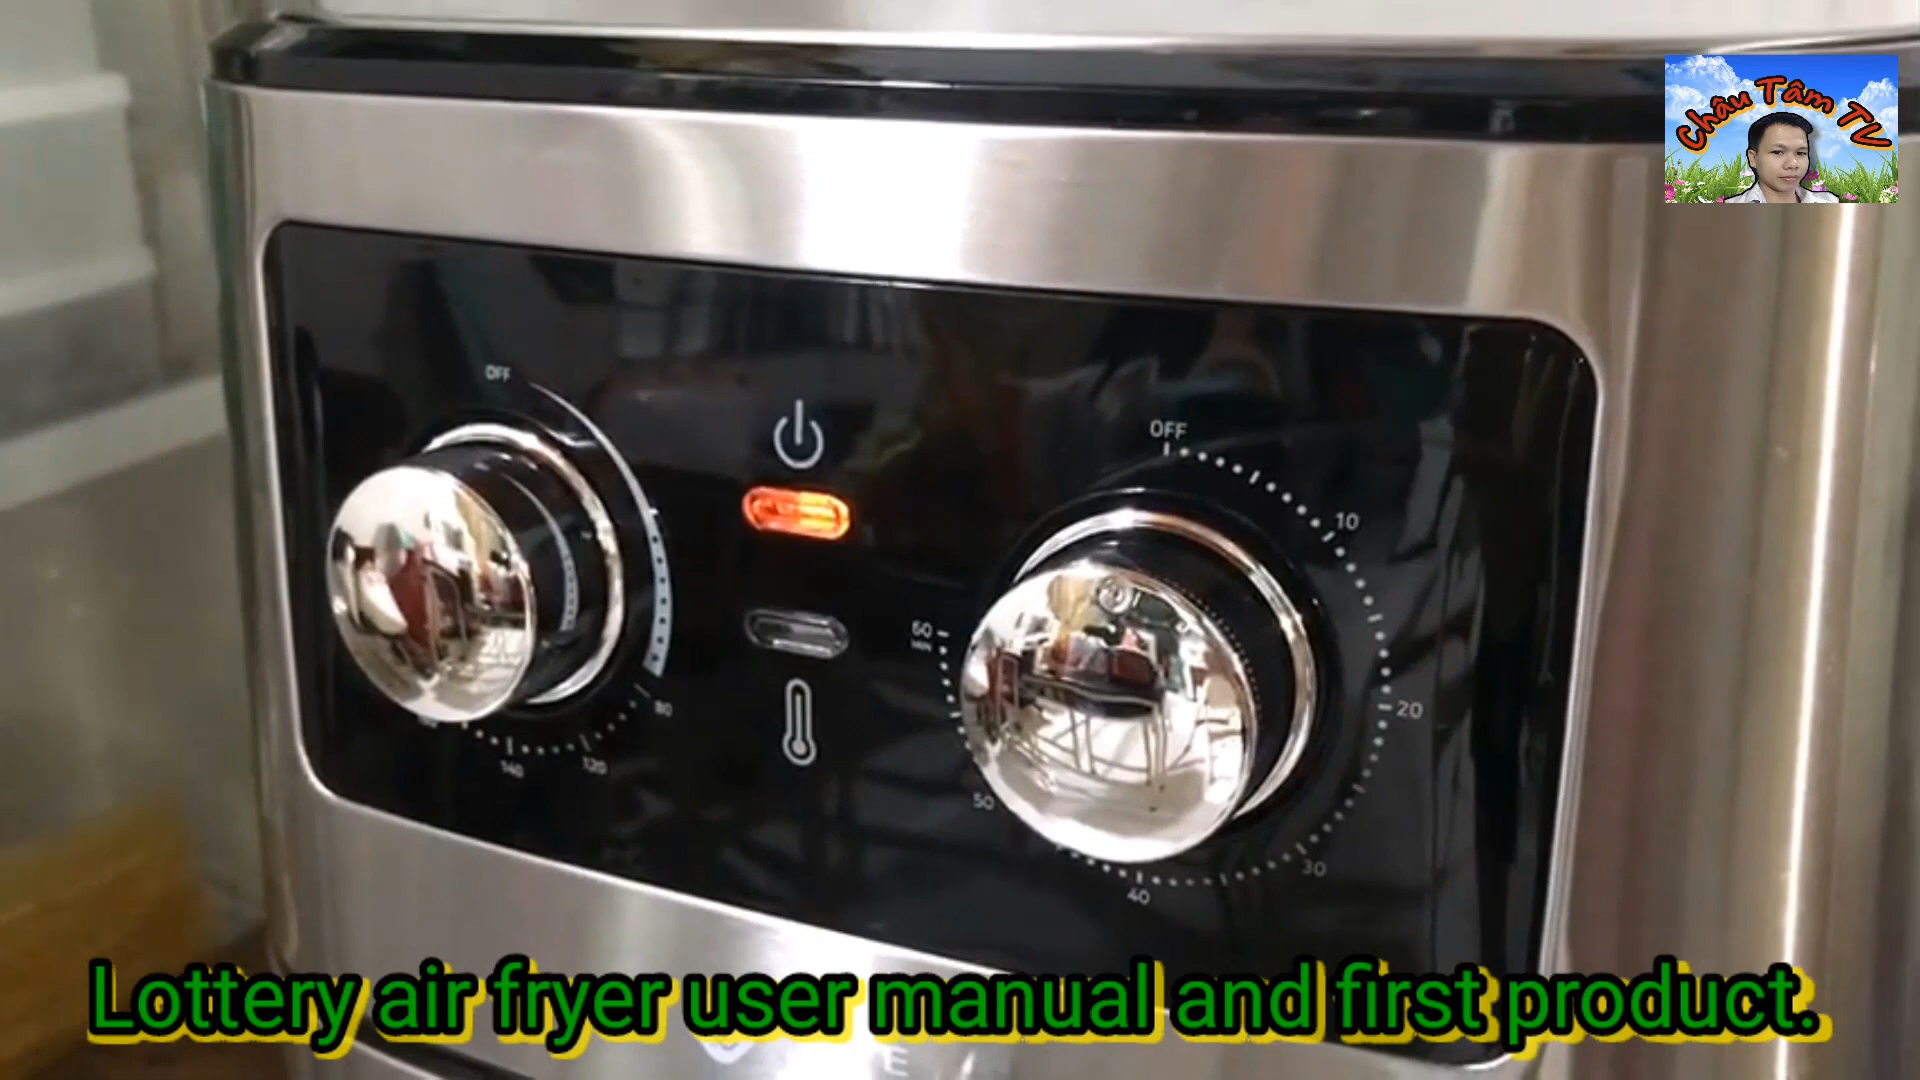 Châu Tâm TV
OFF
OFF
10
60
MIN
20
80
140
120
50
30
40
Lottery air fryer user manual and first product.